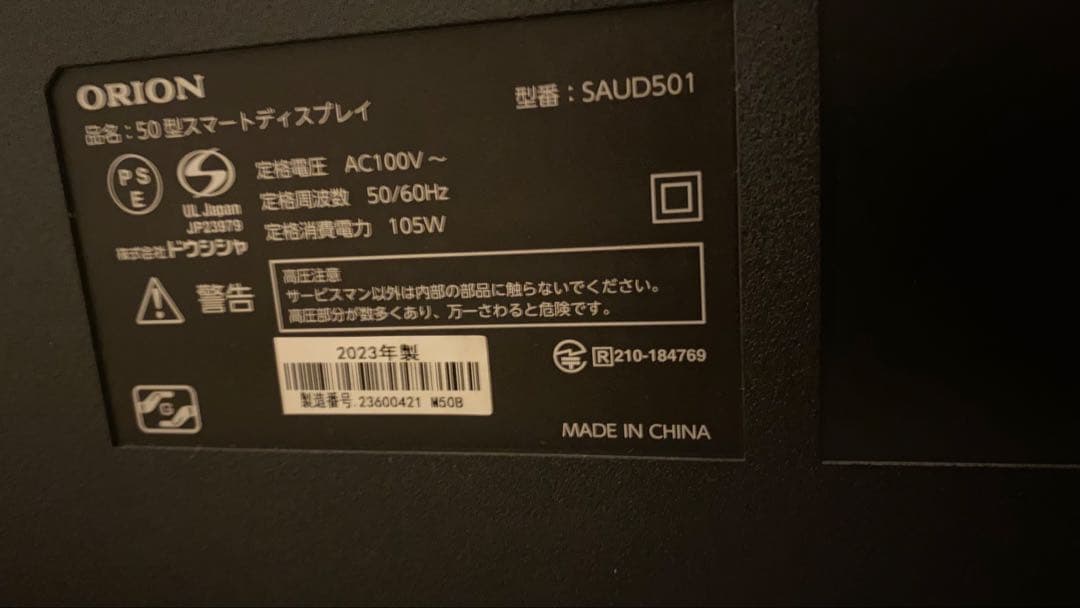 ORION
型番：SAUD501
品名：50型スマートディスプレイ
PS
E
UL Japan
JP23979
定格電圧 AC100V～
定格周波数 50/60Hz
定格消費電力 105W
株式会社ドウシシャ
警告
高圧注意
サービスマン以外は内部の部品に触らないでください。
高圧部分が数多くあり、万一さわると危険です。
2023年製
製造番号.23600421 M50B
R 210-184769
G
MADE IN CHINA